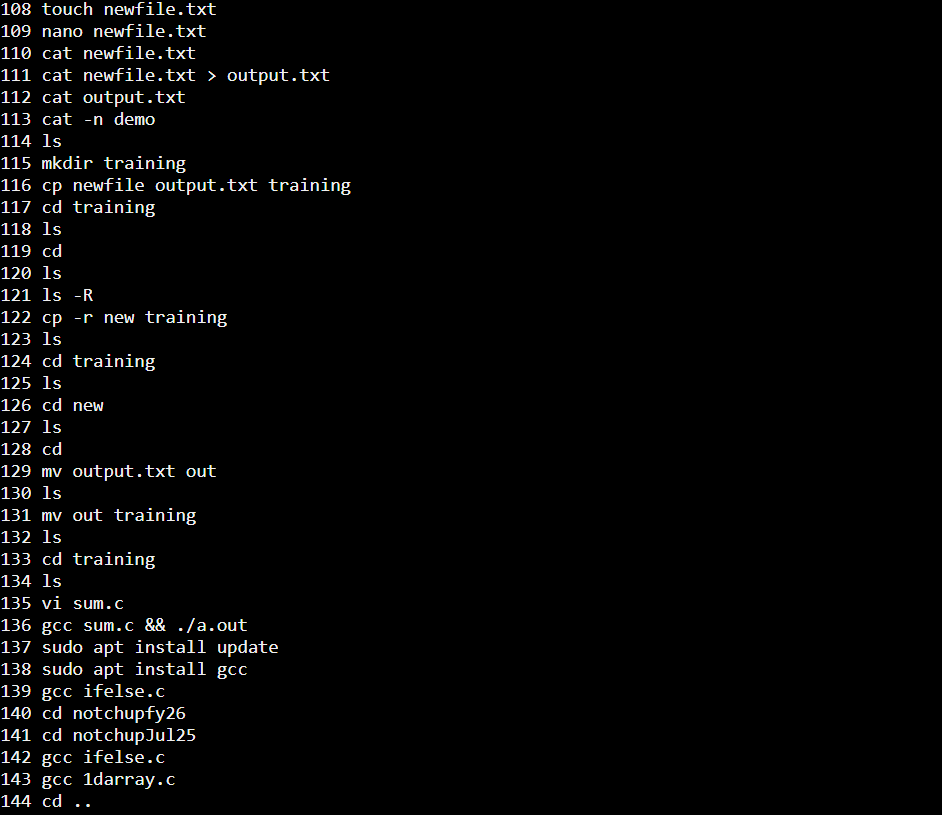 108 touch newfile.txt
109 nano newfile.txt
110 cat newfile.txt
111 cat newfile.txt > output.txt
112 cat output.txt
113 cat -n demo
114 ls
115 mkdir training
116 cp newfile output.txt training
117 cd training
118 ls
119 cd
120 ls
121 ls -R
122 cp -r new training
123 ls
124 cd training
125 ls
126 cd new
127 ls
128 cd
129 mv output.txt out
130 ls
131 mv out training
132 ls
133 cd training
134 ls
135 vi sum.c
136 gcc sum.c && ./a.out
137 sudo apt install update
138 sudo apt install gcc
139 gcc ifelse.c
140 cd notchupfy26
141 cd notchupJul25
142 gcc ifelse.c
143 gcc 1darray.c
144 cd ..